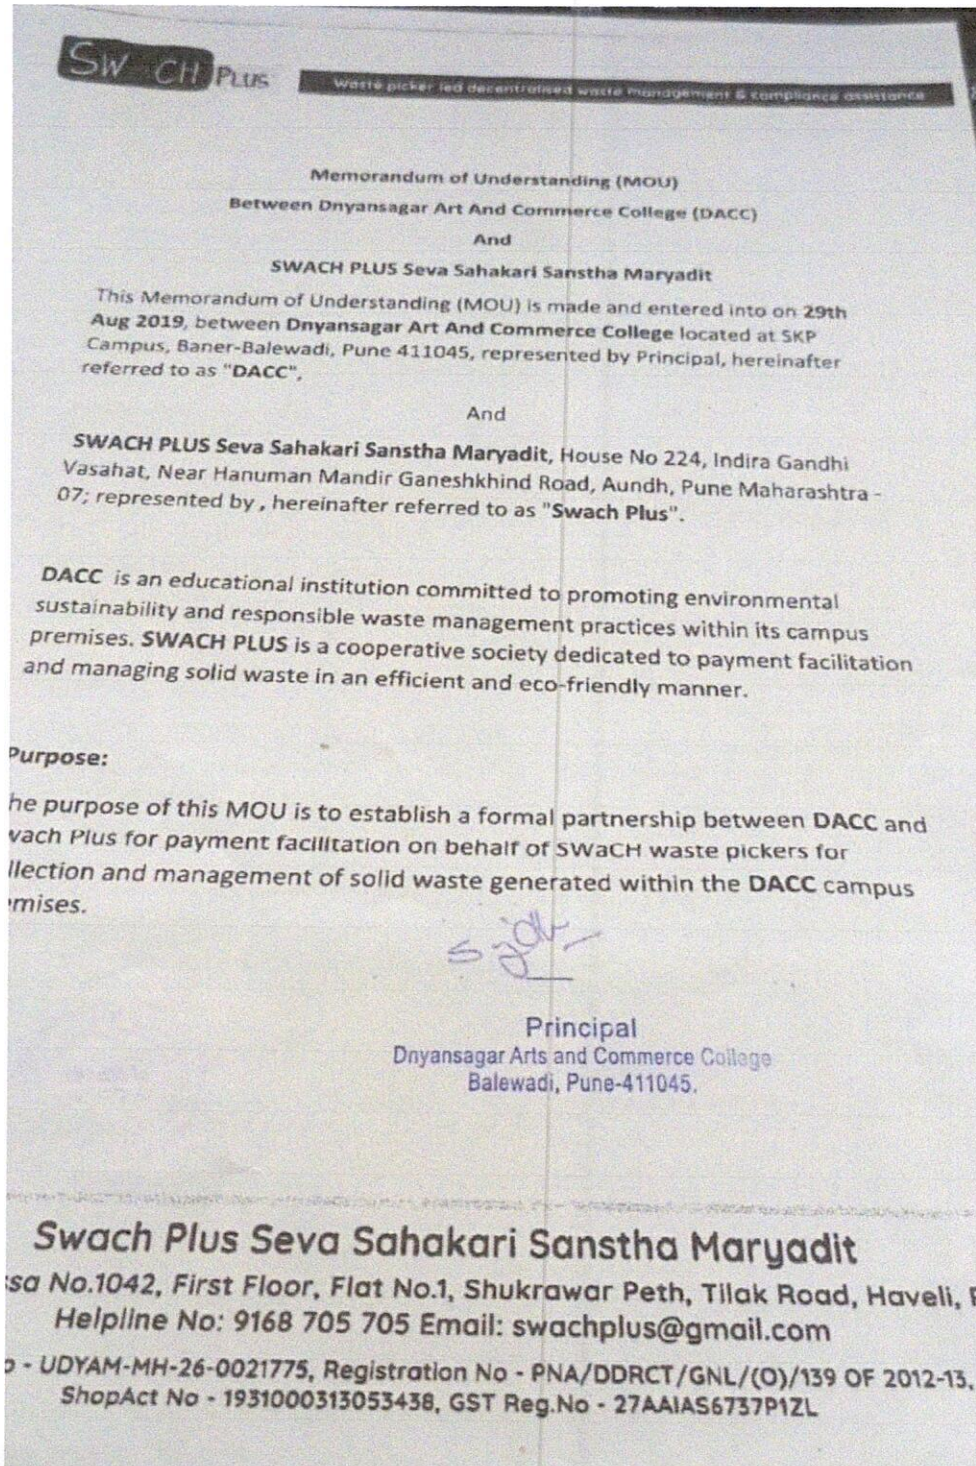 SW CH PLUS
Waste picker led decentralised waste management & compliance assistance
Memorandum of Understanding (MOU)
Between Dnyansagar Art And Commerce College (DACC)
And
SWACH PLUS Seva Sahakari Sanstha Maryadit
This Memorandum of Understanding (MOU) is made and entered into on 29th
Aug 2019, between Dnyansagar Art And Commerce College located at SKP
Campus, Baner-Balewadi, Pune 411045, represented by Principal, hereinafter
referred to as "DACC",
And
SWACH PLUS Seva Sahakari Sanstha Maryadit, House No 224, Indira Gandhi
Vasahat, Near Hanuman Mandir Ganeshkhind Road, Aundh, Pune Maharashtra -
07; represented by , hereinafter referred to as "Swach Plus".
DACC is an educational institution committed to promoting environmental
sustainability and responsible waste management practices within its campus
premises. SWACH PLUS is a cooperative society dedicated to payment facilitation
and managing solid waste in an efficient and eco-friendly manner.
Purpose:
he purpose of this MOU is to establish a formal partnership between DACC and
wach Plus for payment facilitation on behalf of SWaCH waste pickers for
llection and management of solid waste generated within the DACC campus
mises.
Principal
Dnyansagar Arts and Commerce College
Balewadi, Pune-411045.
Swach Plus Seva Sahakari Sanstha Maryadit
sa No.1042, First Floor, Flat No.1, Shukrawar Peth, Tilak Road, Haveli,
Helpline No: 9168 705 705 Email: swachplus@gmail.com
- UDYAM-MH-26-0021775, Registration No - PNA/DDRCT/GNL/(O)/139 OF 2012-13,
ShopAct No - 1931000313053438, GST Reg.No - 27AAIAS6737P1ZL